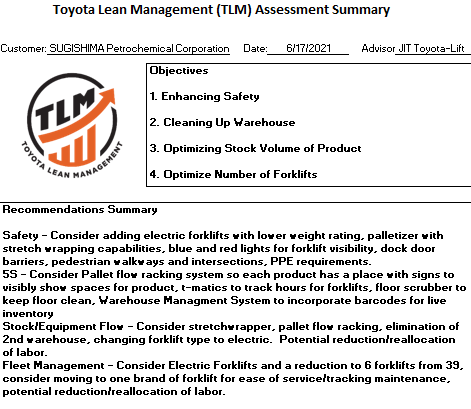 Toyota Lean Management (TLM) Assessment Summary
Customer: SUGISHIMA Petrochemical Corporation Date: 6/17/2021 Advisor JIT Toyota-Lift
TLM
TOYOTA LEAN MANAGEMENT
Objectives
1. Enhancing Safety
2. Cleaning Up Warehouse
3. Optimizing Stock Volume of Product
4. Optimize Number of Forklifts
Recommendations Summary
Safety - Consider adding electric forklifts with lower weight rating, palletizer with
stretch wrapping capabilities, blue and red lights for forklift visibility, dock door
barriers, pedestrian walkways and intersections, PPE requirements.
5S - Consider Pallet flow racking system so each product has a place with signs to
visibly show spaces for product, t-matics to track hours for forklifts, floor scrubber to
keep floor clean, Warehouse Managment System to incorporate barcodes for live
inventory
Stock/Equipment Flow - Consider stretchwrapper, pallet flow racking, elimination of
2nd warehouse, changing forklift type to electric. Potential reduction/reallocation
of labor.
Fleet Management - Consider Electric Forklifts and a reduction to 6 forklifts from 39,
consider moving to one brand of forklift for ease of service/tracking maintenance,
potential reduction/reallocation of labor.